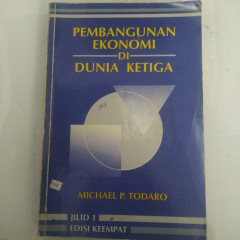 PEMBANGUNAN
EKONOMI
DI
DUNIA KETIGA
MICHAEL P. TODARO
JILID 1
EDISI KEEMPAT